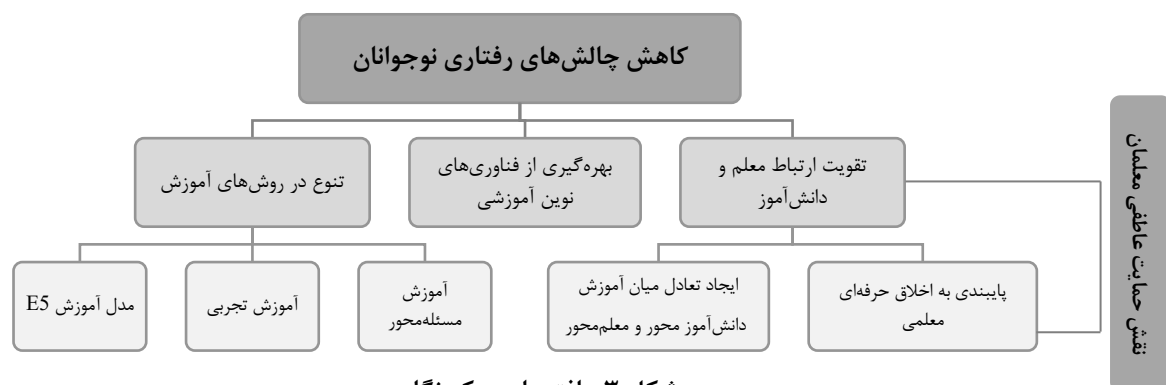 کاهش چالش‌های رفتاری نوجوانان
تقویت ارتباط معلم و
دانش‌آموز
بهره‌گیری از فناوری‌های
نوین آموزشی
تنوع در روش‌های آموزش
پایبندی به اخلاق حرفه‌ای
معلمی
ایجاد تعادل میان آموزش
دانش‌آموز محور و معلم‌محور
آموزش
مسئله‌محور
آموزش تجربی
مدل آموزش E5
نقش حمایت عاطفی معلمان